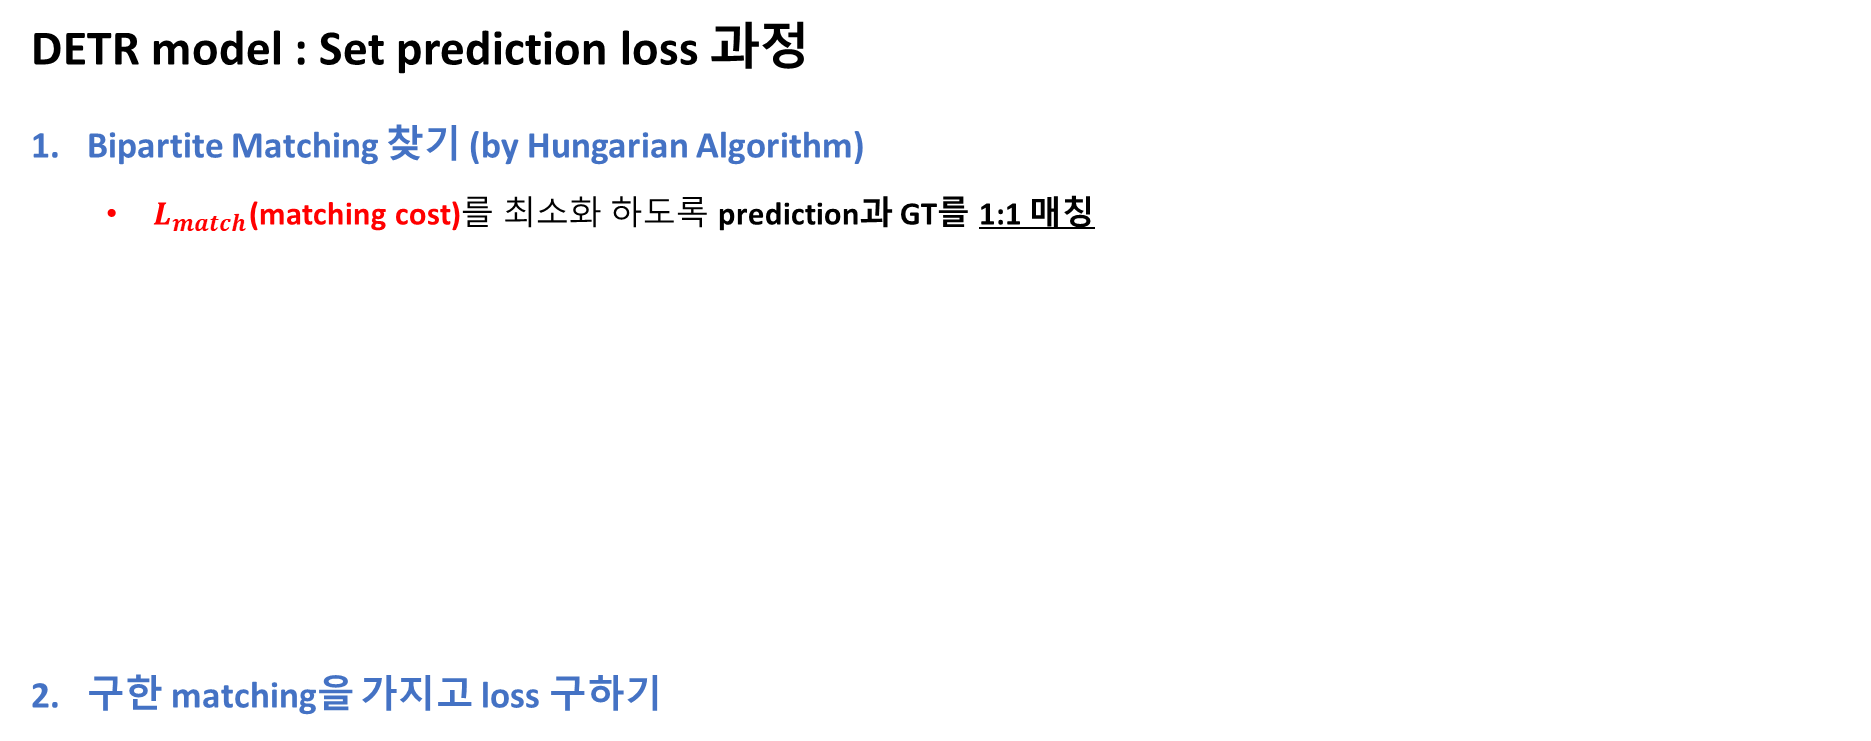 DETR model : Set prediction loss 과정
1. Bipartite Matching 찾기 (by Hungarian Algorithm)
• L_match(matching cost)를 최소화 하도록 prediction과 GT를 1:1 매칭
2. 구한 matching을 가지고 loss 구하기